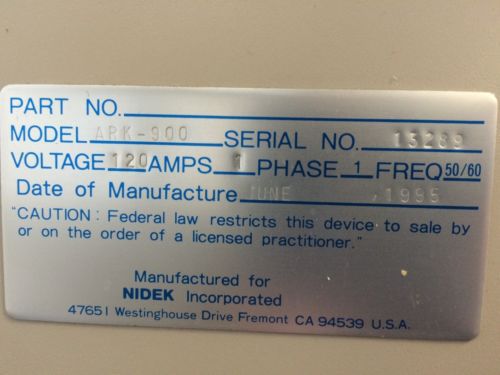 PART NO.
MODEL ARK-900 SERIAL NO. 13289
VOLTAGE 120 AMPS 1 PHASE 1 FREQ 50/60
Date of Manufacture JUNE , 1995
"CAUTION: Federal law restricts this device to sale by
or on the order of a licensed practitioner."
Manufactured for
NIDEK Incorporated
47651 Westinghouse Drive Fremont CA 94539 U.S.A.